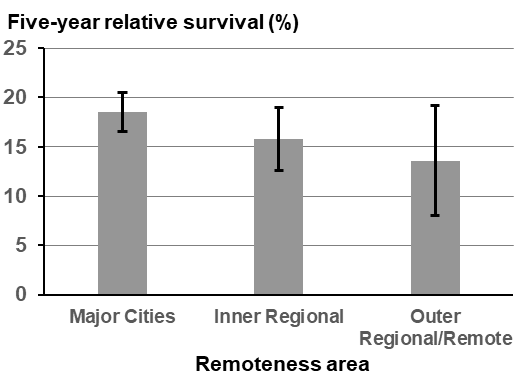 Five-year relative survival (%)
25
20
15
10
5
0
Major Cities
Inner Regional
Outer
Regional/Remote
Remoteness area